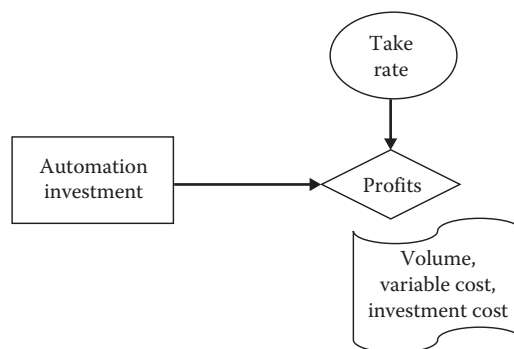 Take
rate
Automation
investment
Profits
Volume,
variable cost,
investment cost